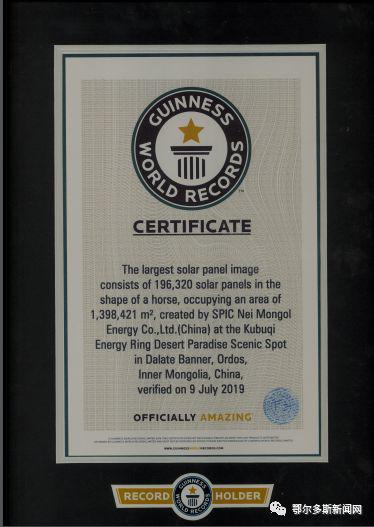 GUINNESS
WORLD RECORDS
™
CERTIFICATE
The largest solar panel image
consists of 196,320 solar panels in the
shape of a horse, occupying an area of
1,398,421 m², created by SPIC Nei Mongol
Energy Co.,Ltd.(China) at the Kubuqi
Energy Ring Desert Paradise Scenic Spot
in Dalate Banner, Ordos,
Inner Mongolia, China,
verified on 9 July 2019
OFFICIALLY AMAZING
WWW.GUINNESSWORLDRECORDS.COM
RECORD
GUINNESS
WORLD RECORDS
HOLDER
鄂尔多斯新闻网